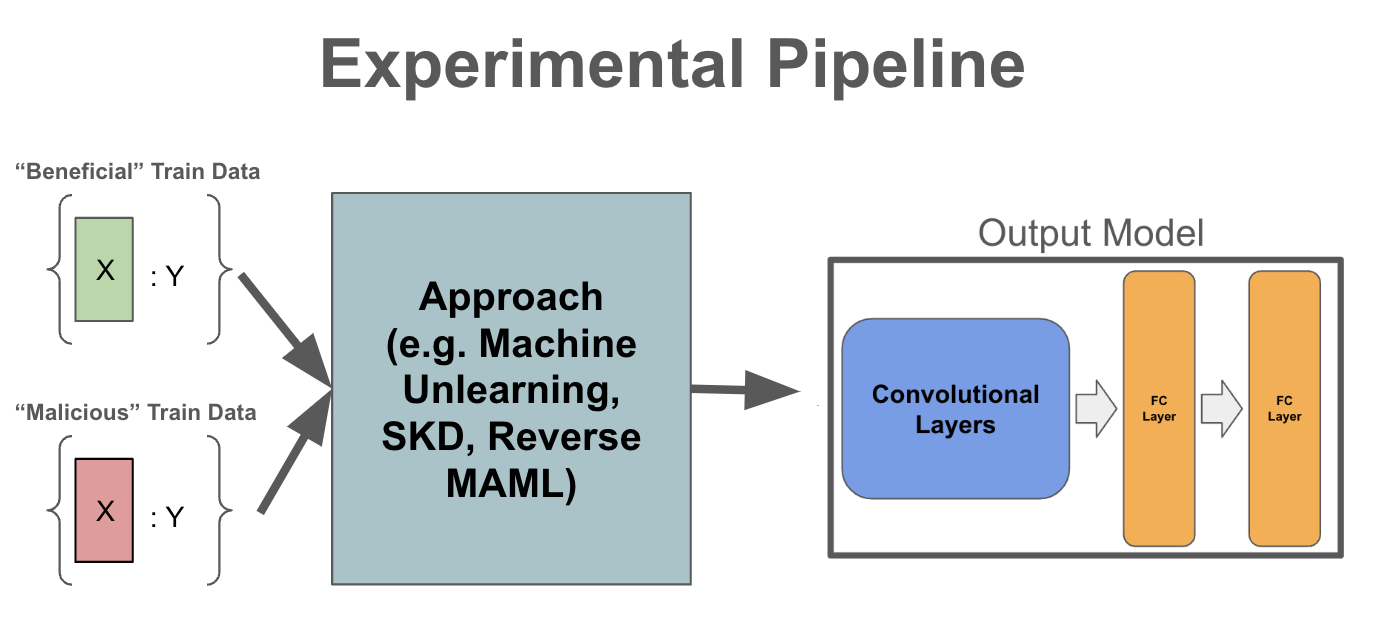 Experimental Pipeline
“Beneficial” Train Data
X : Y
“Malicious” Train Data
X : Y
Approach
(e.g. Machine
Unlearning,
SKD, Reverse
MAML)
Output Model
Convolutional
Layers
FC
Layer
FC
Layer